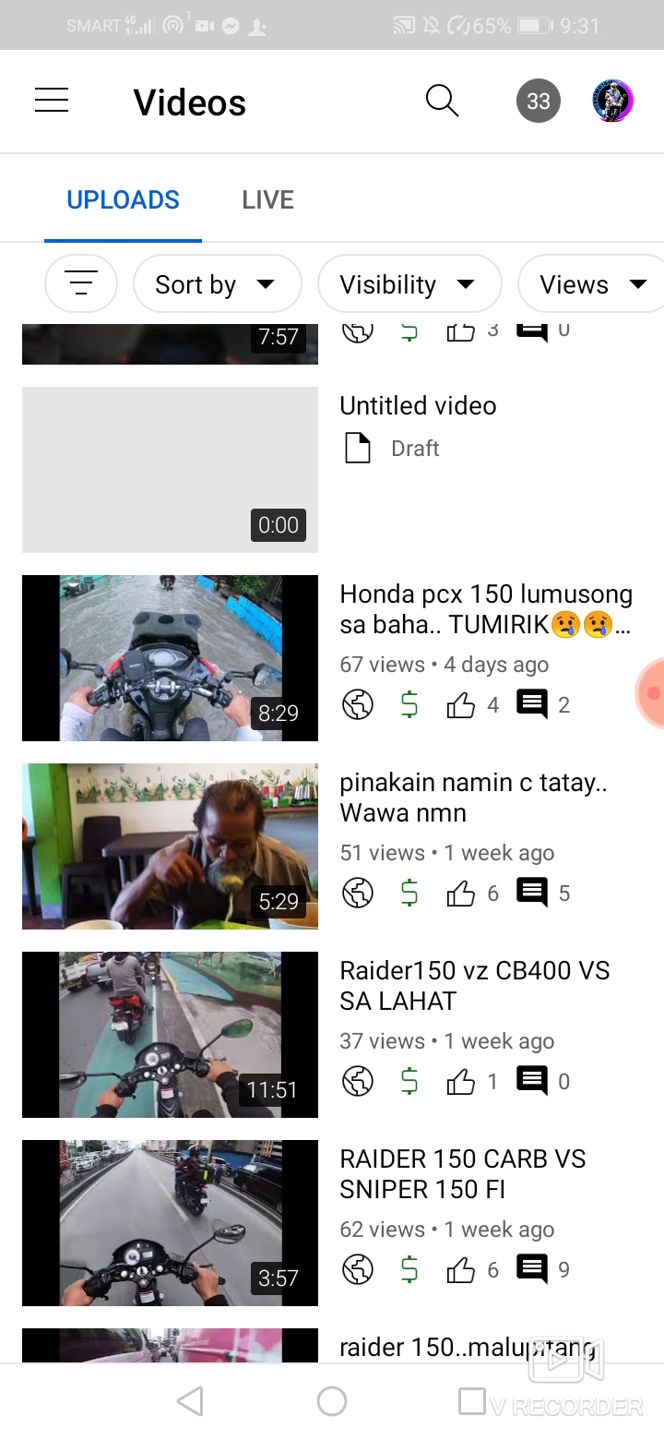 SMART 4G 1 65% 9:31
Videos 33
UPLOADS LIVE
Sort by Visibility Views
7:57 3 0
Untitled video
Draft
0:00
Honda pcx 150 lumusong
sa baha.. TUMIRIK😢😢...
67 views • 4 days ago
8:29 4 2
pinakain namin c tatay..
Wawa nmn
51 views • 1 week ago
5:29 6 5
Raider150 vz CB400 VS
SA LAHAT
37 views • 1 week ago
11:51 1 0
RAIDER 150 CARB VS
SNIPER 150 FI
62 views • 1 week ago
3:57 6 9
raider 150..malupitang
V RECORDER